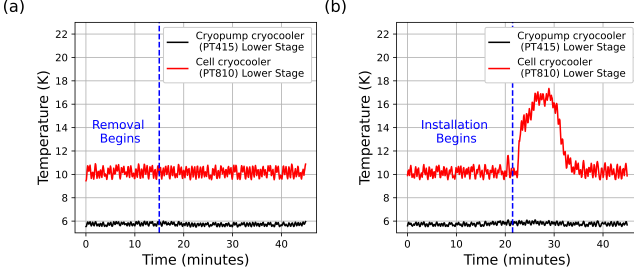 (a)
Cryopump cryocooler
(PT415) Lower Stage
Cell cryocooler
(PT810) Lower Stage
Removal
Begins
Temperature (K)
22
20
18
16
14
12
10
8
6
0
10
20
30
40
Time (minutes)
(b)
Cryopump cryocooler
(PT415) Lower Stage
Cell cryocooler
(PT810) Lower Stage
Installation
Begins
Temperature (K)
22
20
18
16
14
12
10
8
6
0
10
20
30
40
Time (minutes)